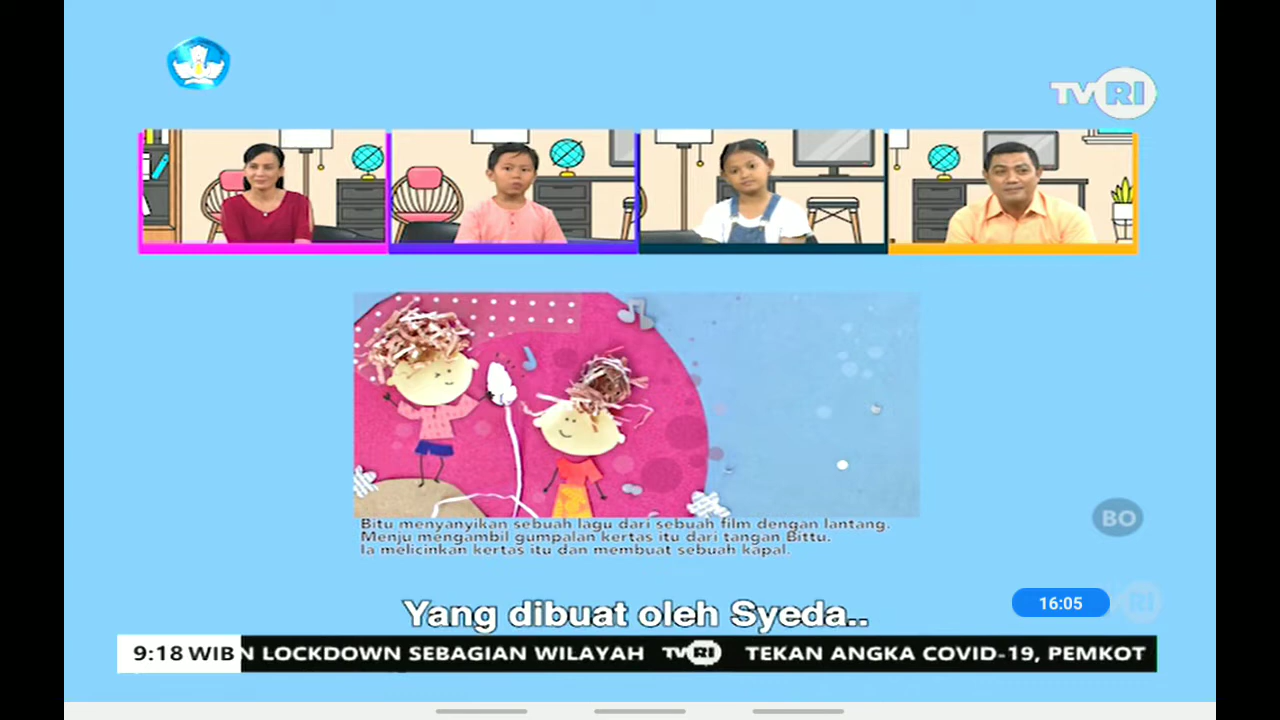 TVRI
Bitu menyanyikan sebuah lagu dari sebuah film dengan lantang.
Menju mengambil gumpalan kertas itu dari tangan Bittu.
Ia melicinkan kertas itu dan membuat sebuah kapal.
BO
16:05
RI
Yang dibuat oleh Syeda..
9:18 WIB N LOCKDOWN SEBAGIAN WILAYAH TVRI TEKAN ANGKA COVID-19, PEMKOT